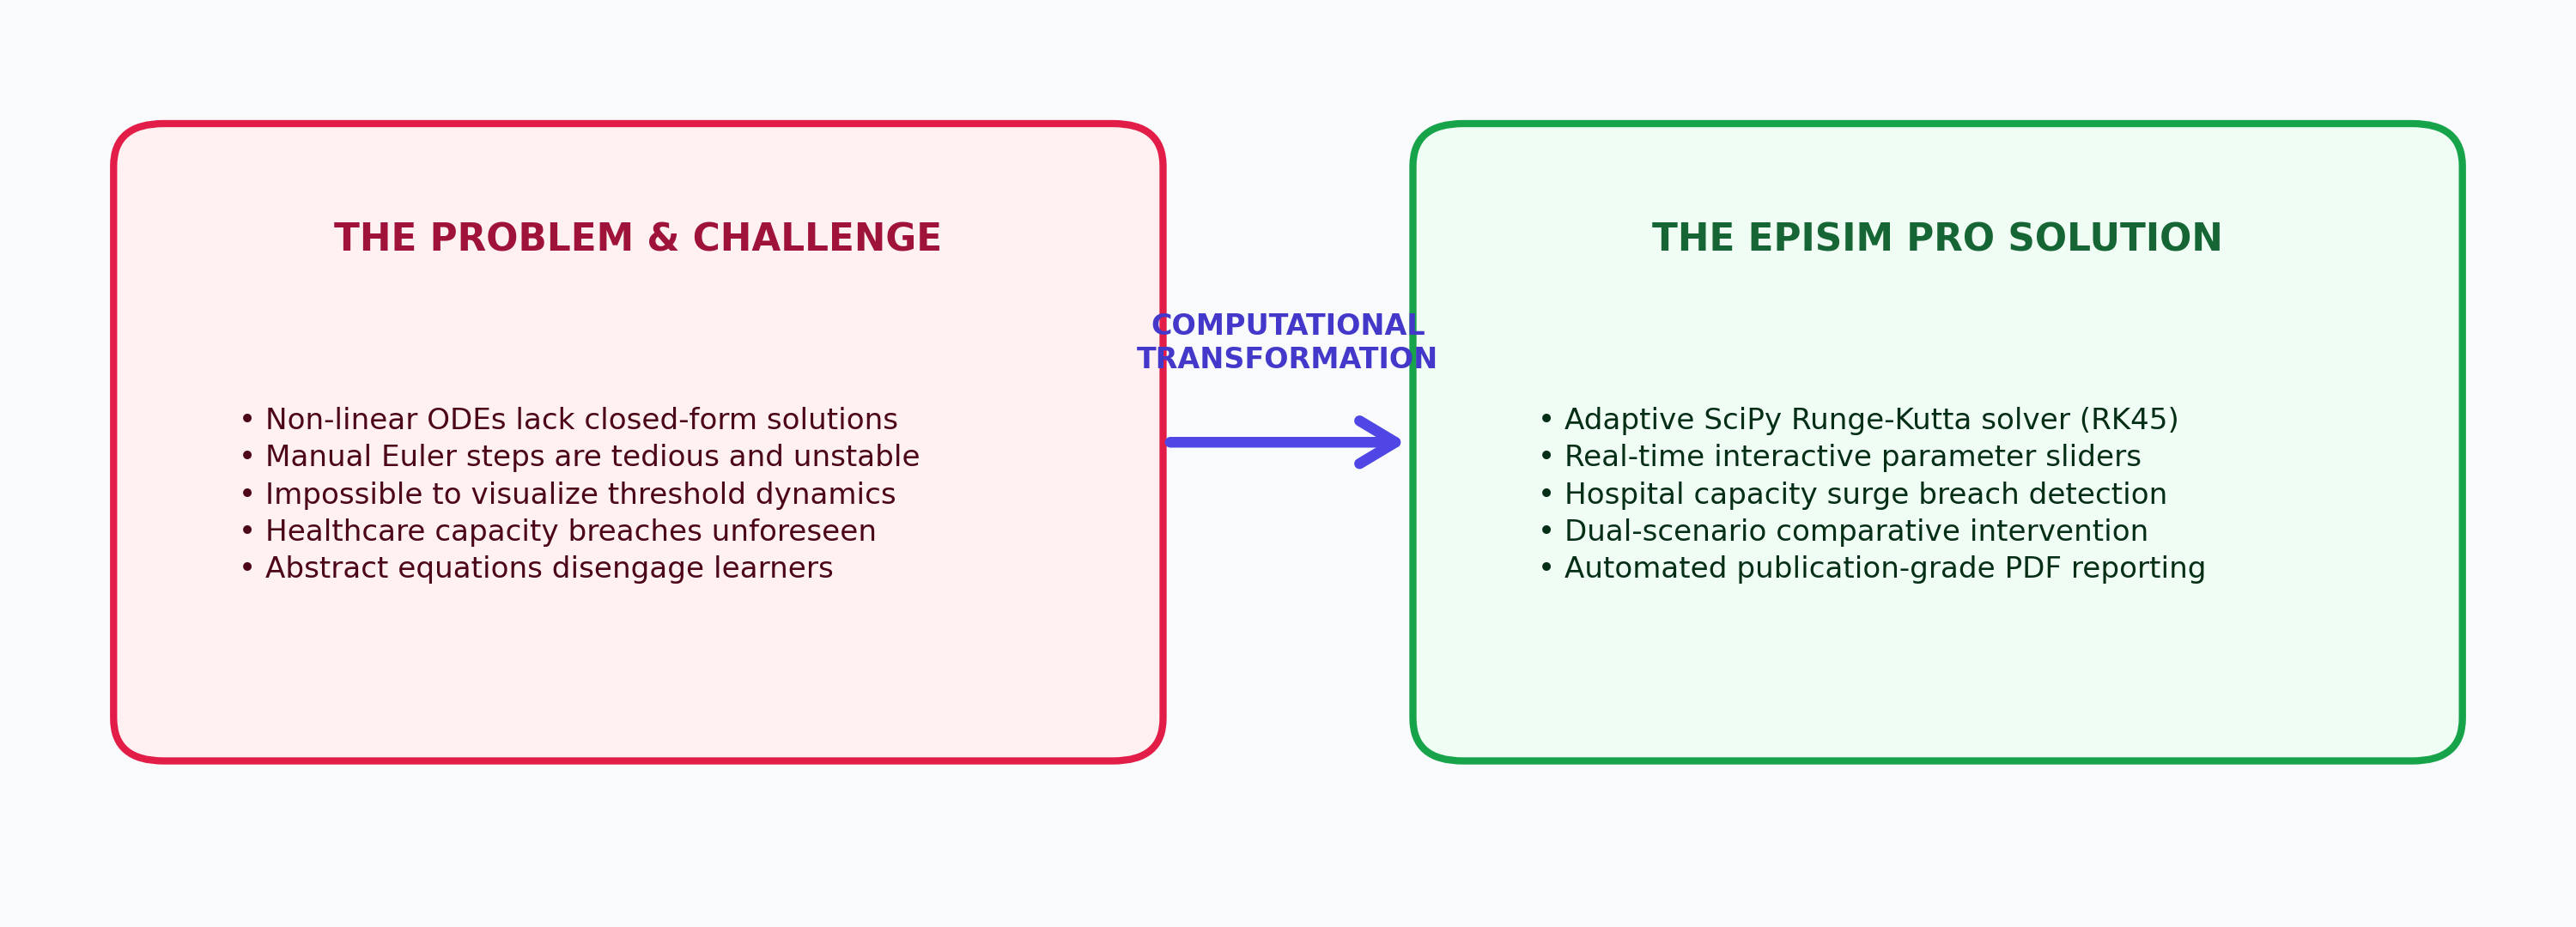 THE PROBLEM & CHALLENGE
• Non-linear ODEs lack closed-form solutions
• Manual Euler steps are tedious and unstable
• Impossible to visualize threshold dynamics
• Healthcare capacity breaches unforeseen
• Abstract equations disengage learners
COMPUTATIONAL
TRANSFORMATION
THE EPISIM PRO SOLUTION
• Adaptive SciPy Runge-Kutta solver (RK45)
• Real-time interactive parameter sliders
• Hospital capacity surge breach detection
• Dual-scenario comparative intervention
• Automated publication-grade PDF reporting